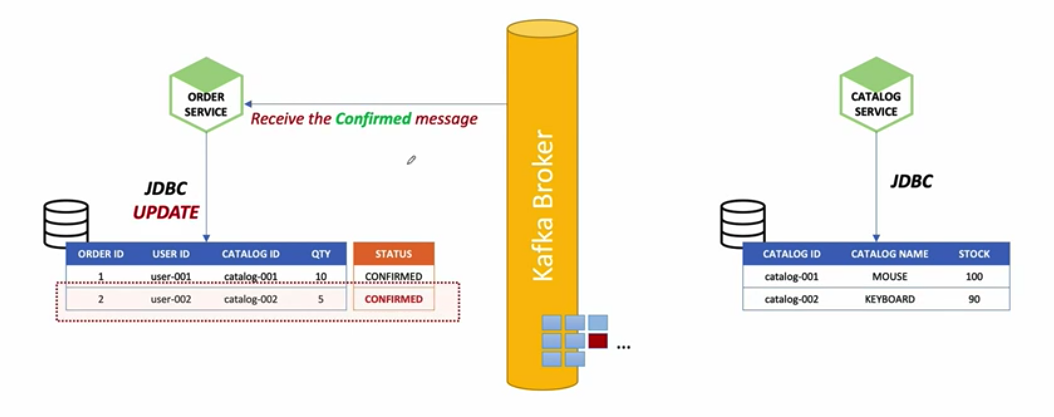 ORDER
SERVICE
Receive the Confirmed message
JDBC
UPDATE
ORDER ID USER ID CATALOG ID QTY STATUS
1 user-001 catalog-001 10 CONFIRMED
2 user-002 catalog-002 5 CONFIRMED
Kafka Broker
...
CATALOG
SERVICE
JDBC
CATALOG ID CATALOG NAME STOCK
catalog-001 MOUSE 100
catalog-002 KEYBOARD 90